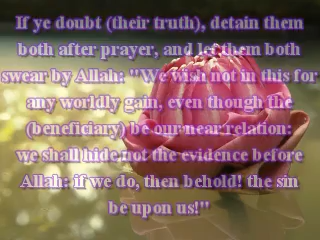 If ye doubt (their truth), detain them
both after prayer, and let them both
swear by Allah: "We wish not in this for
any worldly gain, even though the
(beneficiary) be our near relation:
we shall hide not the evidence before
Allah: if we do, then behold! the sin
be upon us!"